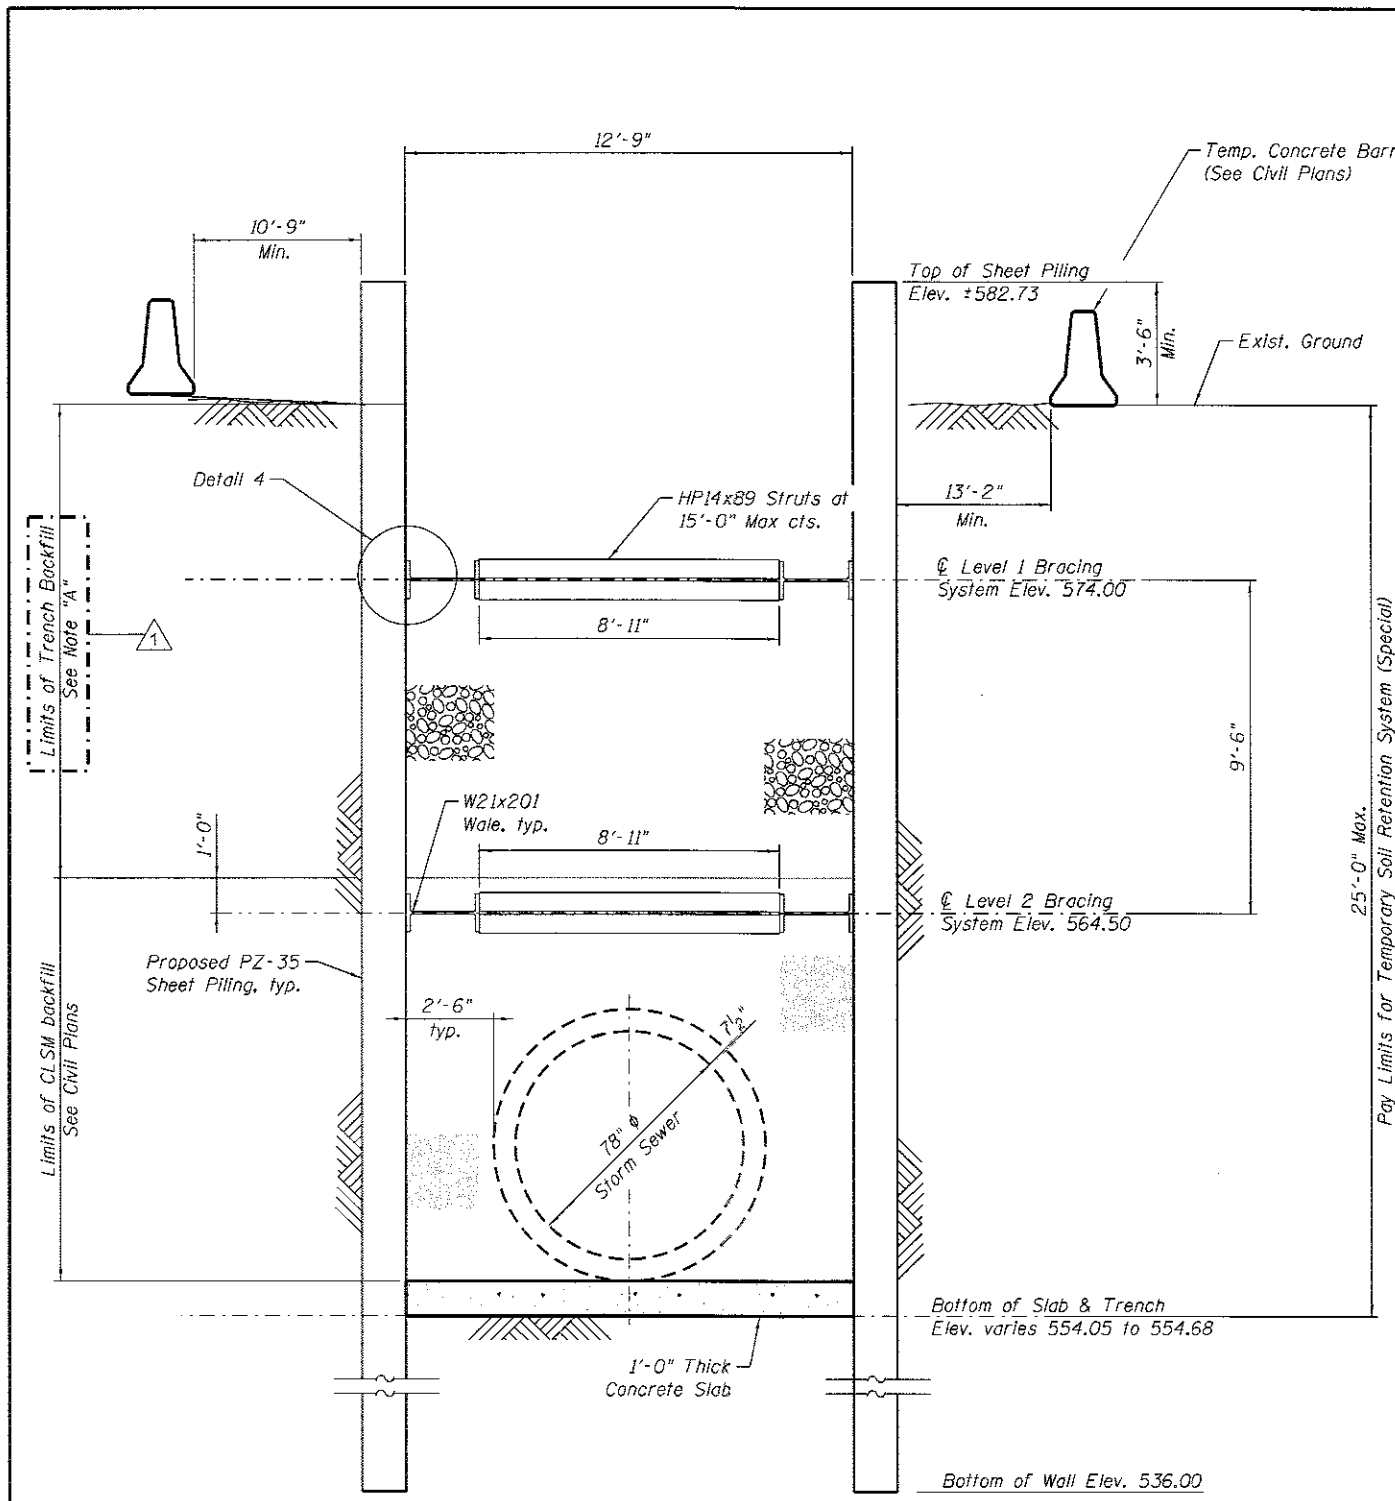 12'-9"
Temp. Concrete Barr
(See Civil Plans)
10'-9"
Min.
Top of Sheet Piling
Elev. ±582.73
3'-6"
Min.
Exist. Ground
Detail 4
HP14x89 Struts at
15'-0" Max cts.
13'-2"
Min.
Limits of Trench Backfill
See Note "A"
1
℄ Level 1 Bracing
System Elev. 574.00
8'-11"
9'-6"
25'-0" Max.
Pay Limits for Temporary Soil Retention System (Special)
W21x201
Wale, typ.
1'-0"
8'-11"
℄ Level 2 Bracing
System Elev. 564.50
Proposed PZ-35
Sheet Piling, typ.
2'-6"
typ.
7½"
Limits of CLSM backfill
See Civil Plans
78" ϕ
Storm Sewer
Bottom of Slab & Trench
Elev. varies 554.05 to 554.68
1'-0" Thick
Concrete Slab
Bottom of Wall Elev. 536.00